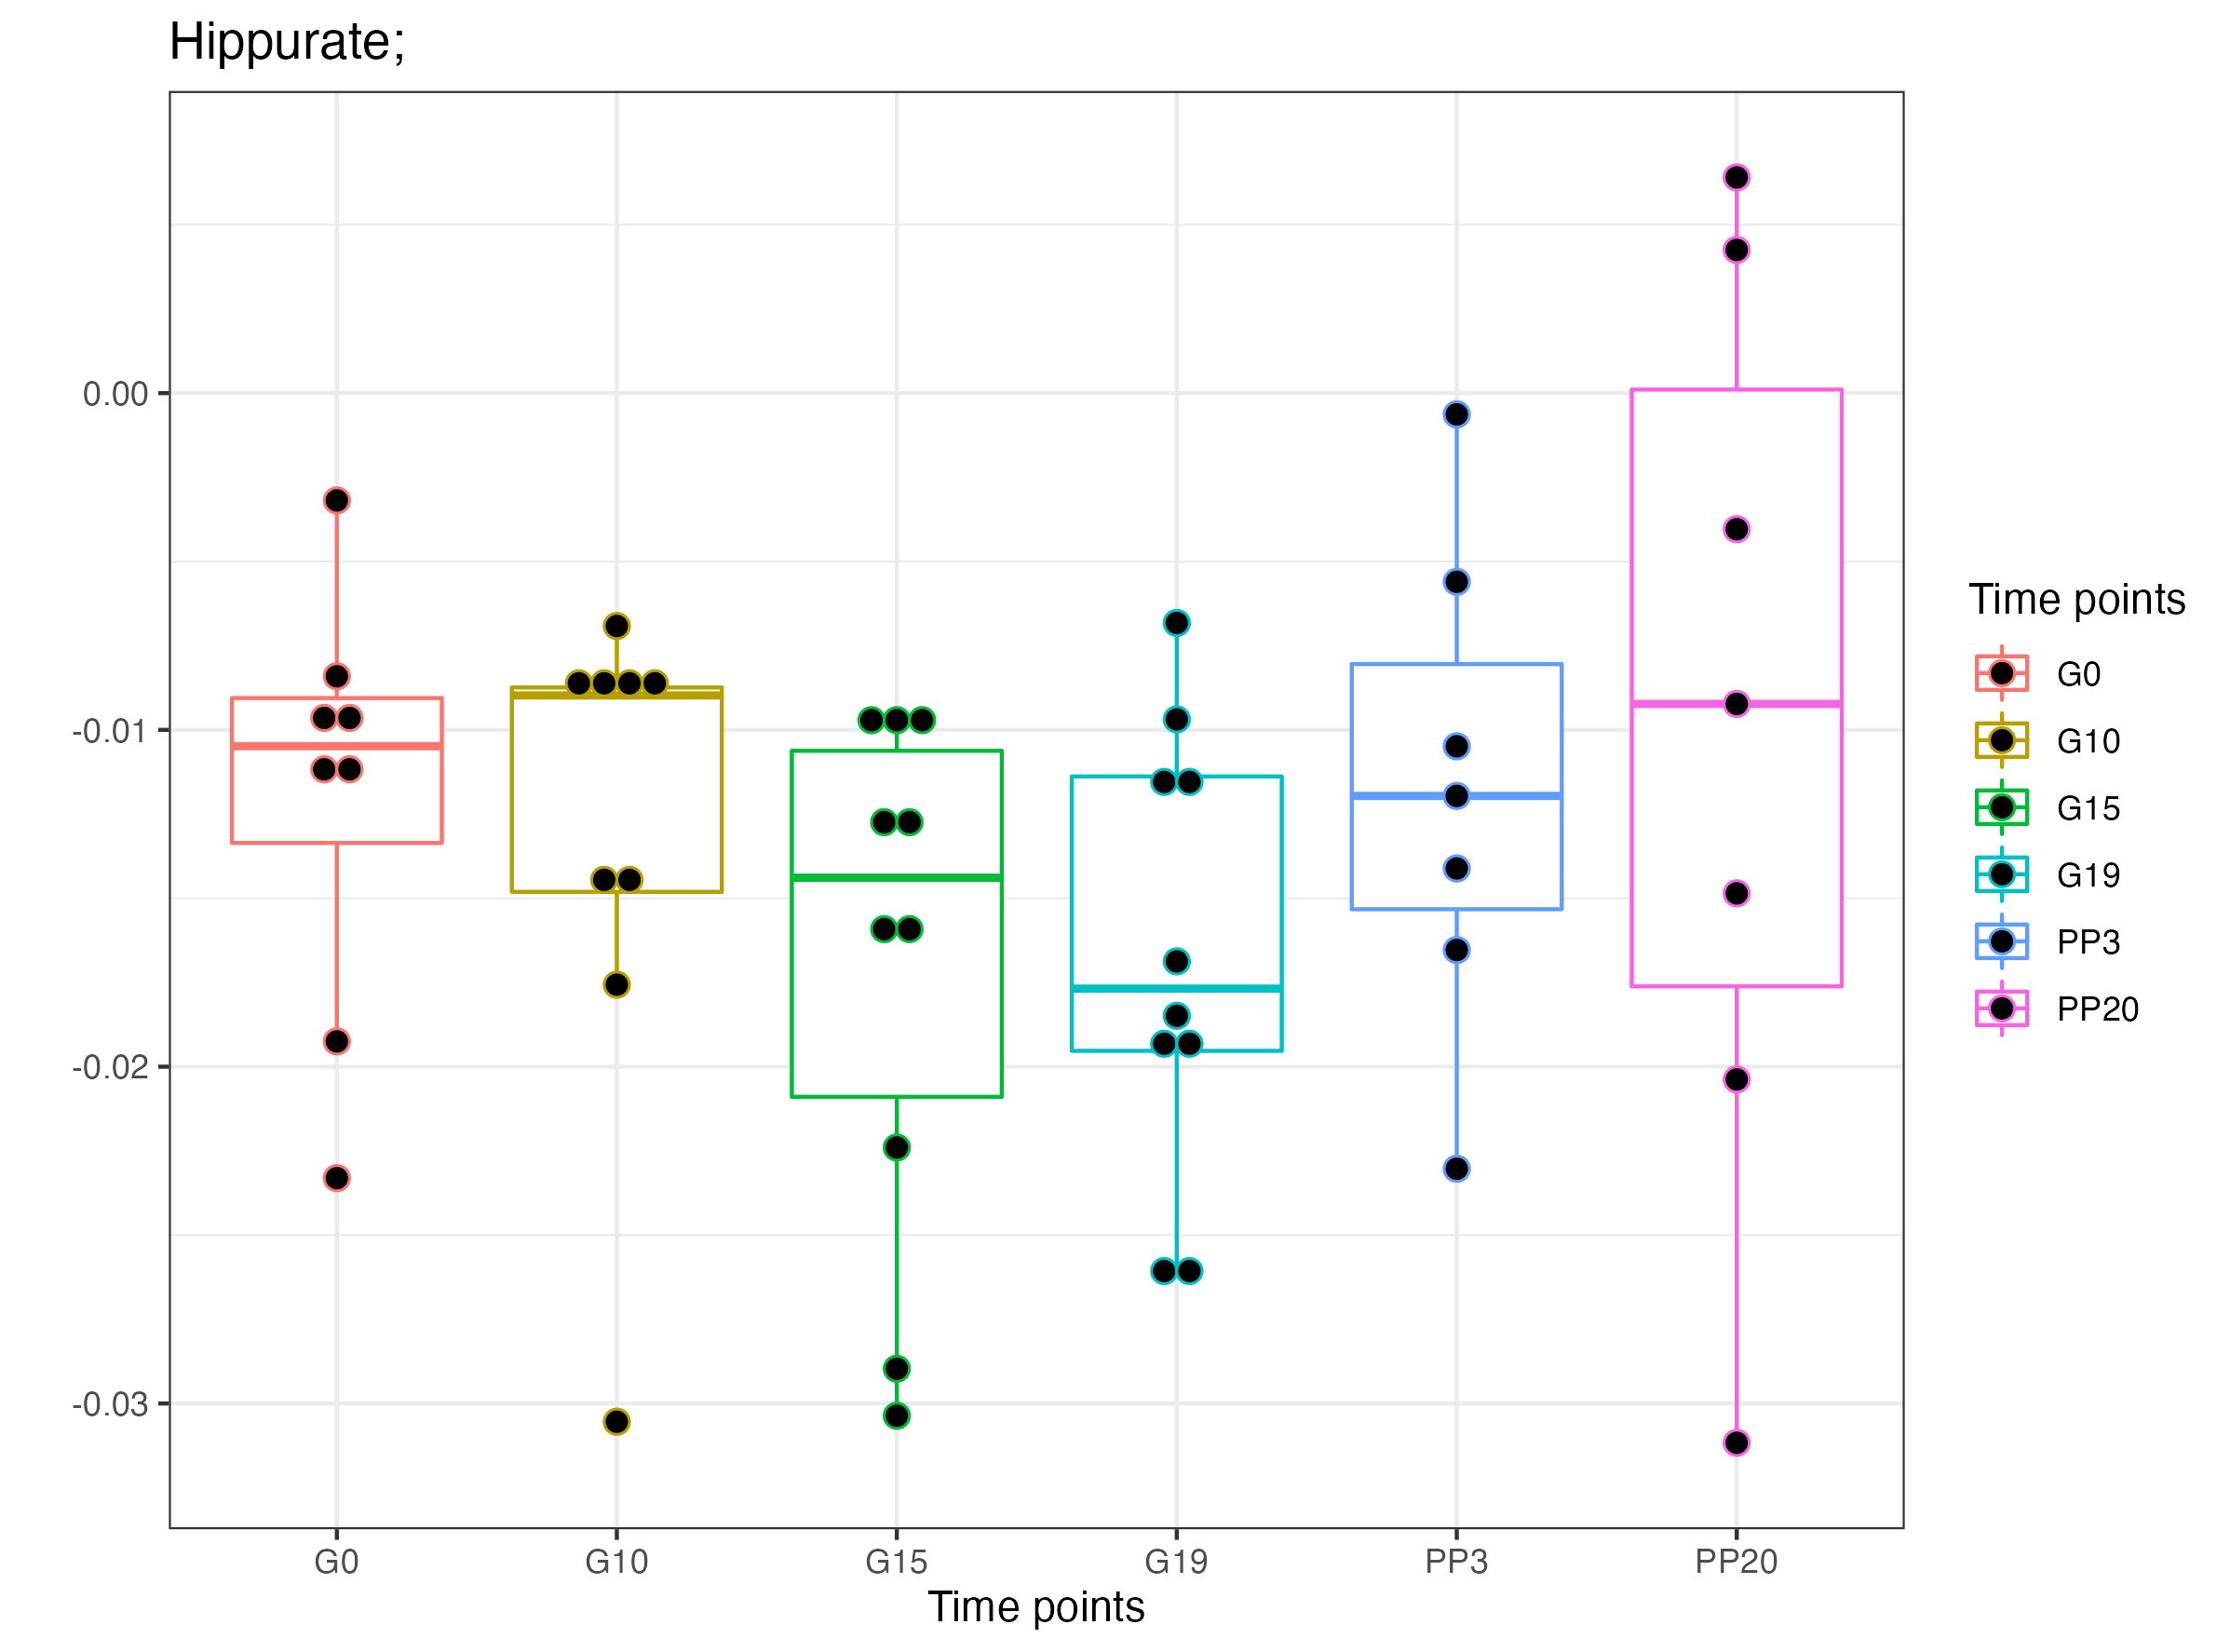 Hippurate;
0.00
-0.01
-0.02
-0.03
G0 G10 G15 G19 PP3 PP20
Time points
Time points
G0
G10
G15
G19
PP3
PP20